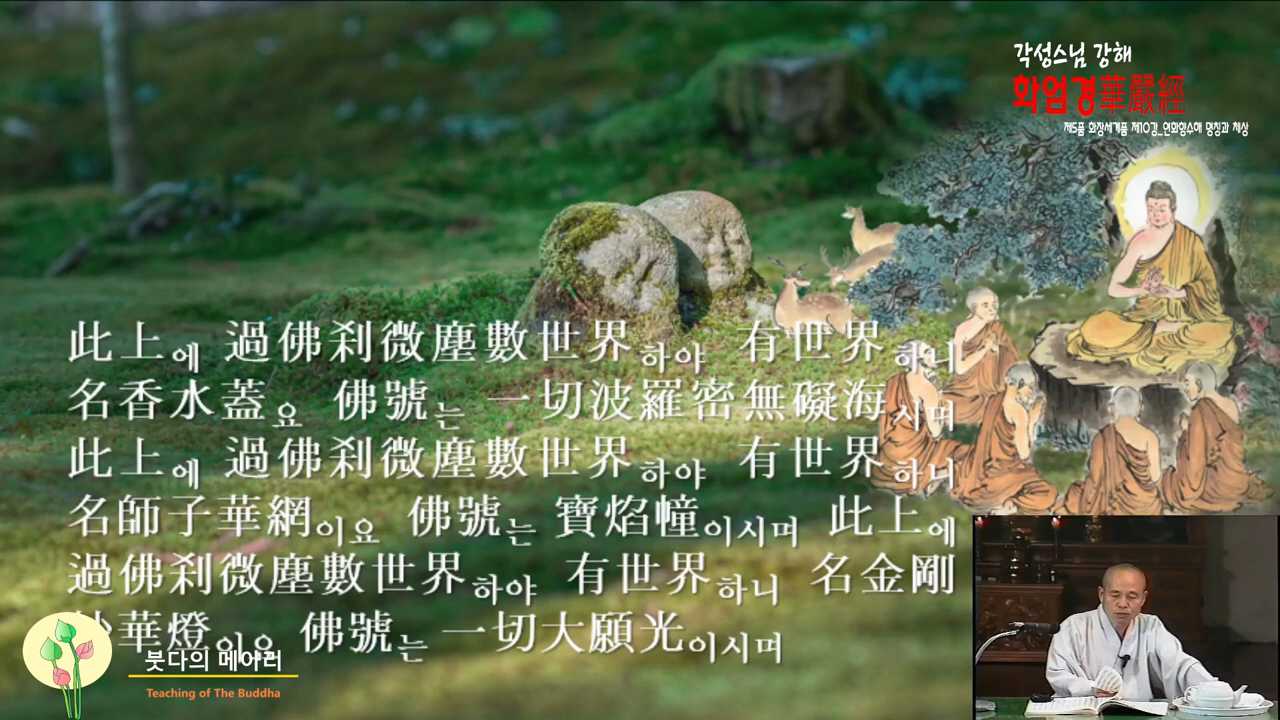 각성스님 강해
화엄경華嚴經
제5품 화장세계품 제10강_연화향수해 명칭과 체상
此上에 過佛刹微塵數世界하야 有世界하니
名香水蓋요 佛號는 一切波羅密無礙海시며
此上에 過佛刹微塵數世界하야 有世界하니
名師子華網이요 佛號는 寶焰幢이시며 此上에
過佛刹微塵數世界하야 有世界하니 名金剛
華燈이요 佛號는 一切大願光이시며
붓다의 메아리
Teaching of The Buddha